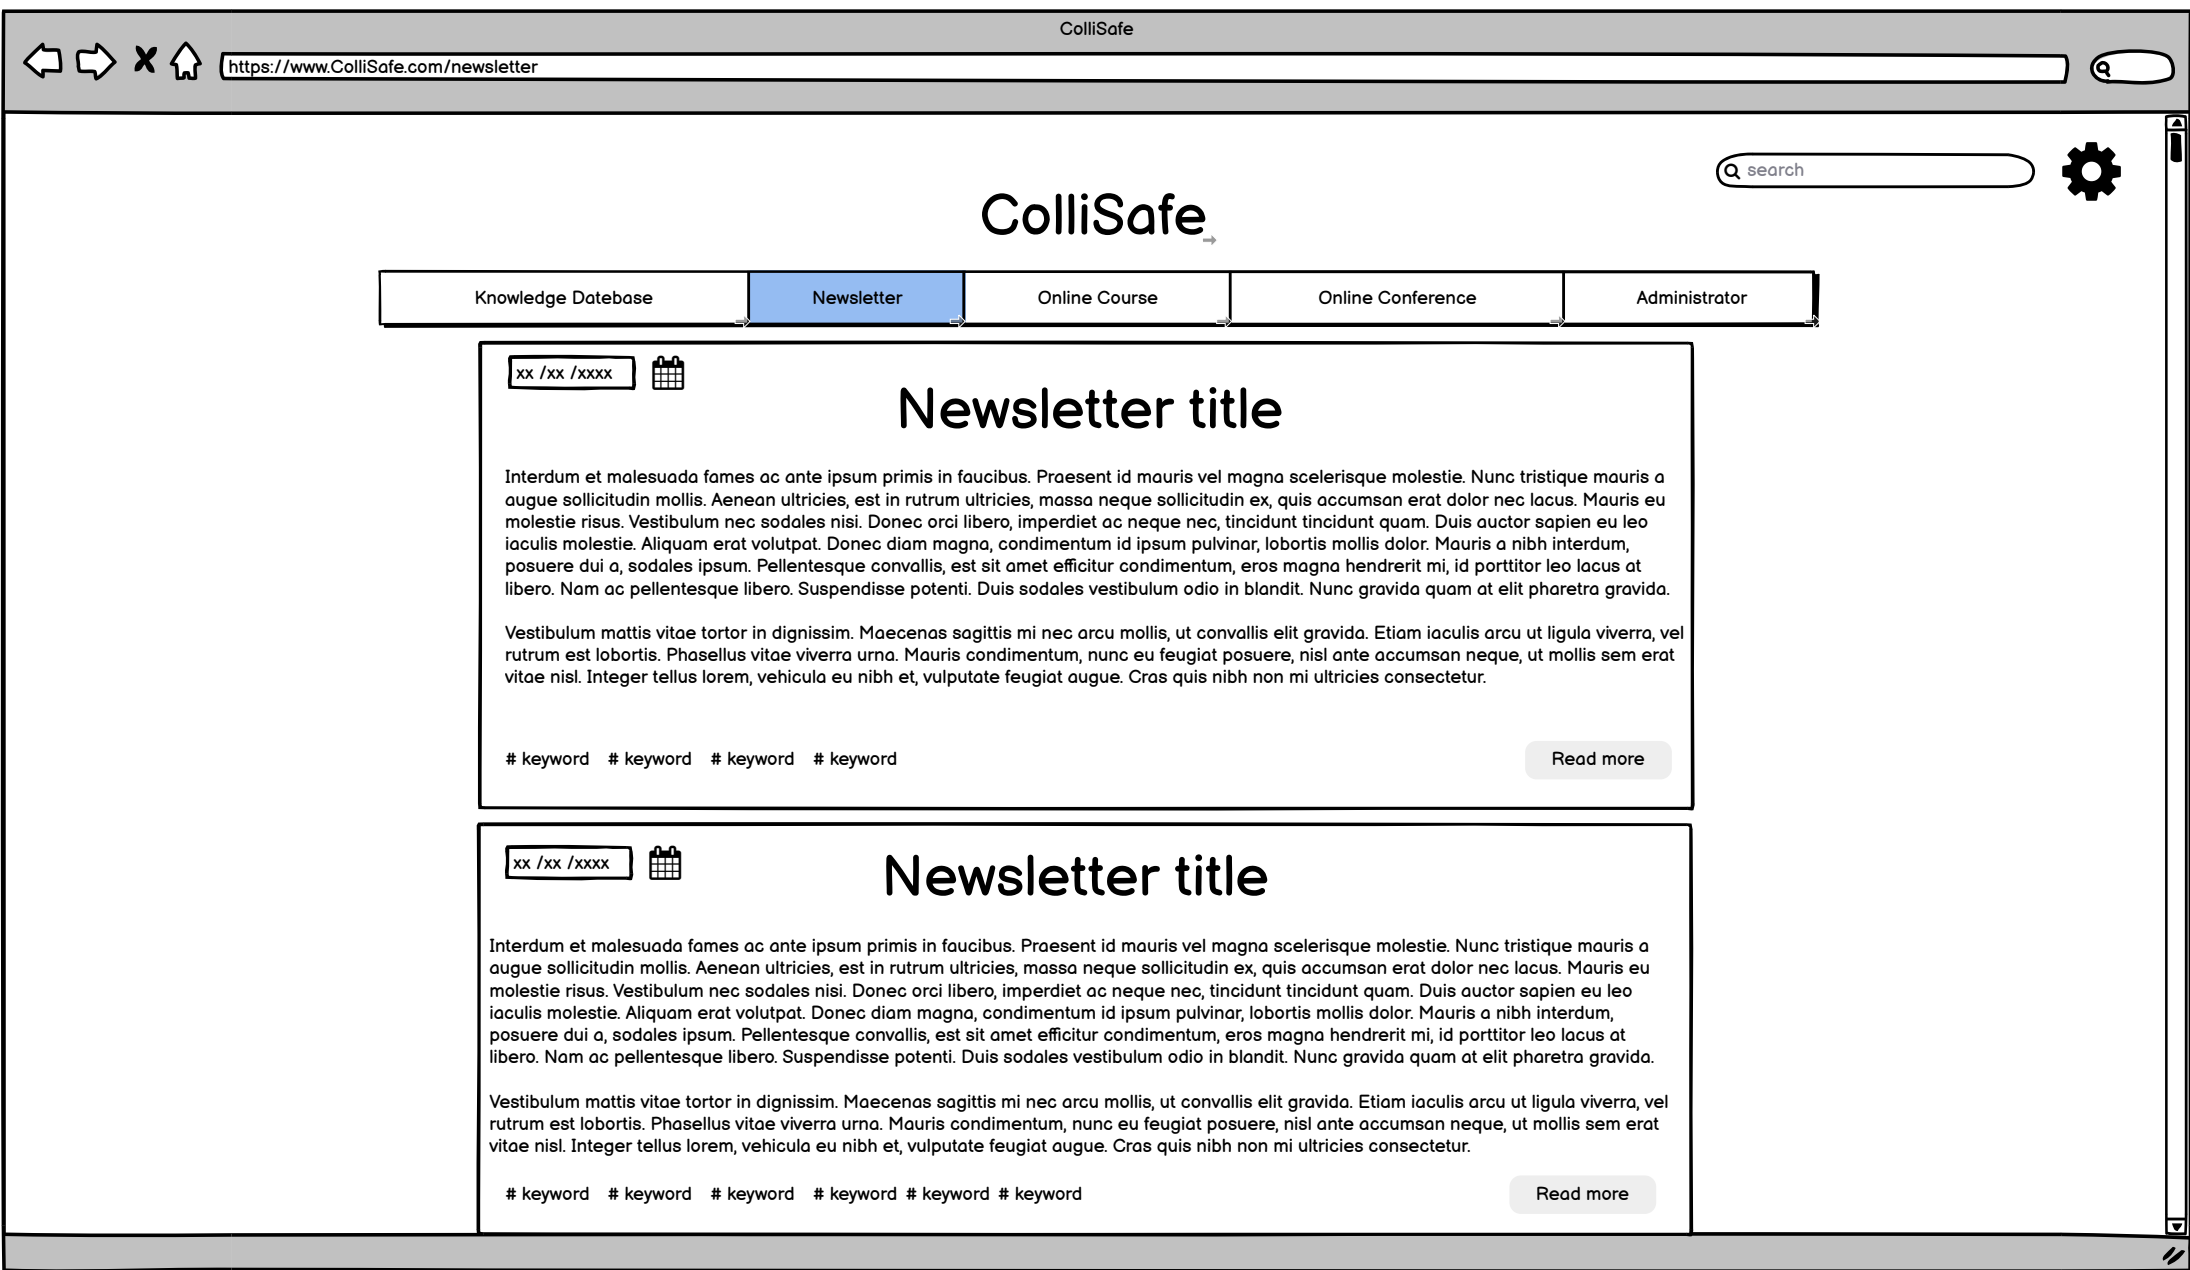 ColliSafe
https://www.ColliSafe.com/newsletter
search
ColliSafe
Knowledge Datebase
Newsletter
Online Course
Online Conference
Administrator
xx /xx /xxxx
Newsletter title
Interdum et malesuada fames ac ante ipsum primis in faucibus. Praesent id mauris vel magna scelerisque molestie. Nunc tristique mauris a
augue sollicitudin mollis. Aenean ultricies, est in rutrum ultricies, massa neque sollicitudin ex, quis accumsan erat dolor nec lacus. Mauris eu
molestie risus. Vestibulum nec sodales nisi. Donec orci libero, imperdiet ac neque nec, tincidunt tincidunt quam. Duis auctor sapien eu leo
iaculis molestie. Aliquam erat volutpat. Donec diam magna, condimentum id ipsum pulvinar, lobortis mollis dolor. Mauris a nibh interdum,
posuere dui a, sodales ipsum. Pellentesque convallis, est sit amet efficitur condimentum, eros magna hendrerit mi, id porttitor leo lacus at
libero. Nam ac pellentesque libero. Suspendisse potenti. Duis sodales vestibulum odio in blandit. Nunc gravida quam at elit pharetra gravida.
Vestibulum mattis vitae tortor in dignissim. Maecenas sagittis mi nec arcu mollis, ut convallis elit gravida. Etiam iaculis arcu ut ligula viverra, vel
rutrum est lobortis. Phasellus vitae viverra urna. Mauris condimentum, nunc eu feugiat posuere, nisl ante accumsan neque, ut mollis sem erat
vitae nisl. Integer tellus lorem, vehicula eu nibh et, vulputate feugiat augue. Cras quis nibh non mi ultricies consectetur.
# keyword # keyword # keyword # keyword
Read more
xx /xx /xxxx
Newsletter title
Interdum et malesuada fames ac ante ipsum primis in faucibus. Praesent id mauris vel magna scelerisque molestie. Nunc tristique mauris a
augue sollicitudin mollis. Aenean ultricies, est in rutrum ultricies, massa neque sollicitudin ex, quis accumsan erat dolor nec lacus. Mauris eu
molestie risus. Vestibulum nec sodales nisi. Donec orci libero, imperdiet ac neque nec, tincidunt tincidunt quam. Duis auctor sapien eu leo
iaculis molestie. Aliquam erat volutpat. Donec diam magna, condimentum id ipsum pulvinar, lobortis mollis dolor. Mauris a nibh interdum,
posuere dui a, sodales ipsum. Pellentesque convallis, est sit amet efficitur condimentum, eros magna hendrerit mi, id porttitor leo lacus at
libero. Nam ac pellentesque libero. Suspendisse potenti. Duis sodales vestibulum odio in blandit. Nunc gravida quam at elit pharetra gravida.
Vestibulum mattis vitae tortor in dignissim. Maecenas sagittis mi nec arcu mollis, ut convallis elit gravida. Etiam iaculis arcu ut ligula viverra, vel
rutrum est lobortis. Phasellus vitae viverra urna. Mauris condimentum, nunc eu feugiat posuere, nisl ante accumsan neque, ut mollis sem erat
vitae nisl. Integer tellus lorem, vehicula eu nibh et, vulputate feugiat augue. Cras quis nibh non mi ultricies consectetur.
# keyword # keyword # keyword # keyword # keyword # keyword
Read more